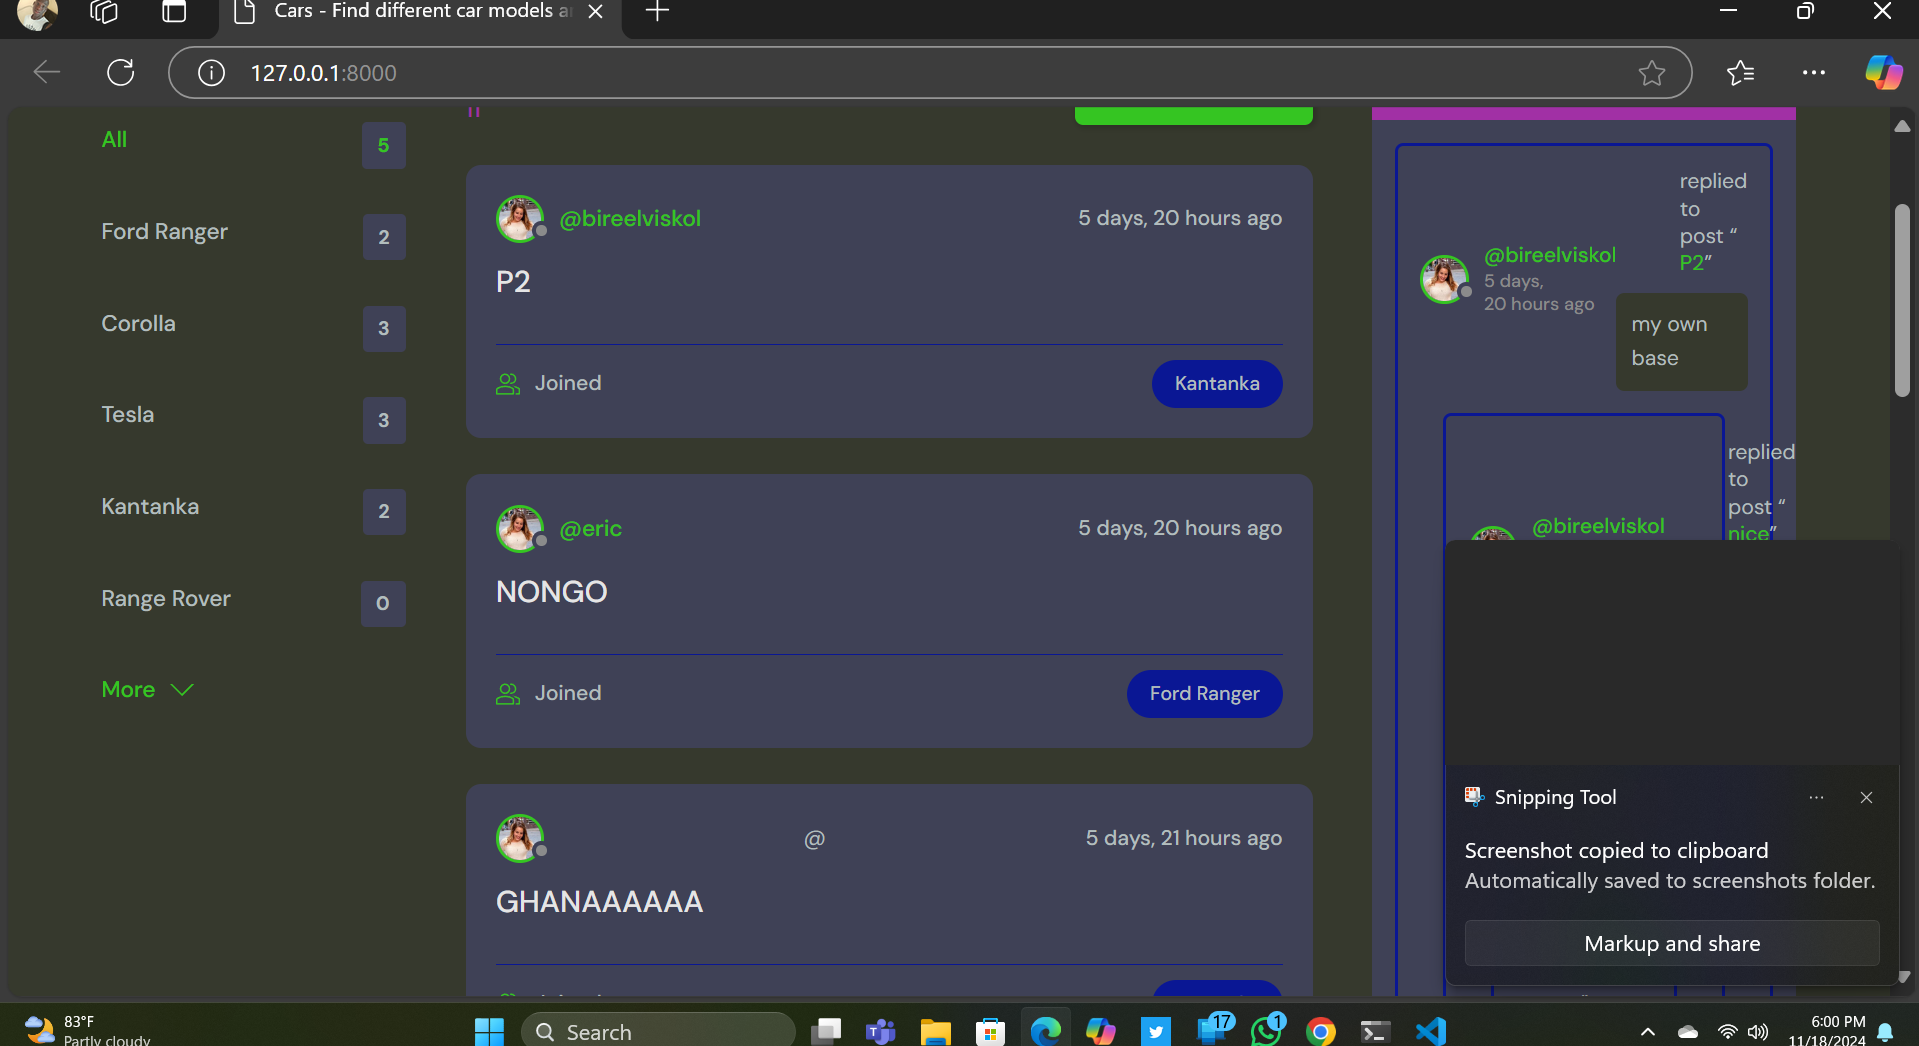 Cars - Find different car models a
127.0.0.1:8000
All
5
Ford Ranger
2
Corolla
3
Tesla
3
Kantanka
2
Range Rover
0
More
@bireelviskol
5 days, 20 hours ago
P2
Joined
Kantanka
@eric
5 days, 20 hours ago
NONGO
Joined
Ford Ranger
@
5 days, 21 hours ago
GHANAAAAAA
@bireelviskol
5 days,
20 hours ago
replied
to
post “
P2”
my own
base
@bireelviskol
replied
to
post “
nice”
Snipping Tool
Screenshot copied to clipboard
Automatically saved to screenshots folder.
Markup and share
83°F
Partly cloudy
Search
17
1
6:00 PM
11/18/2024